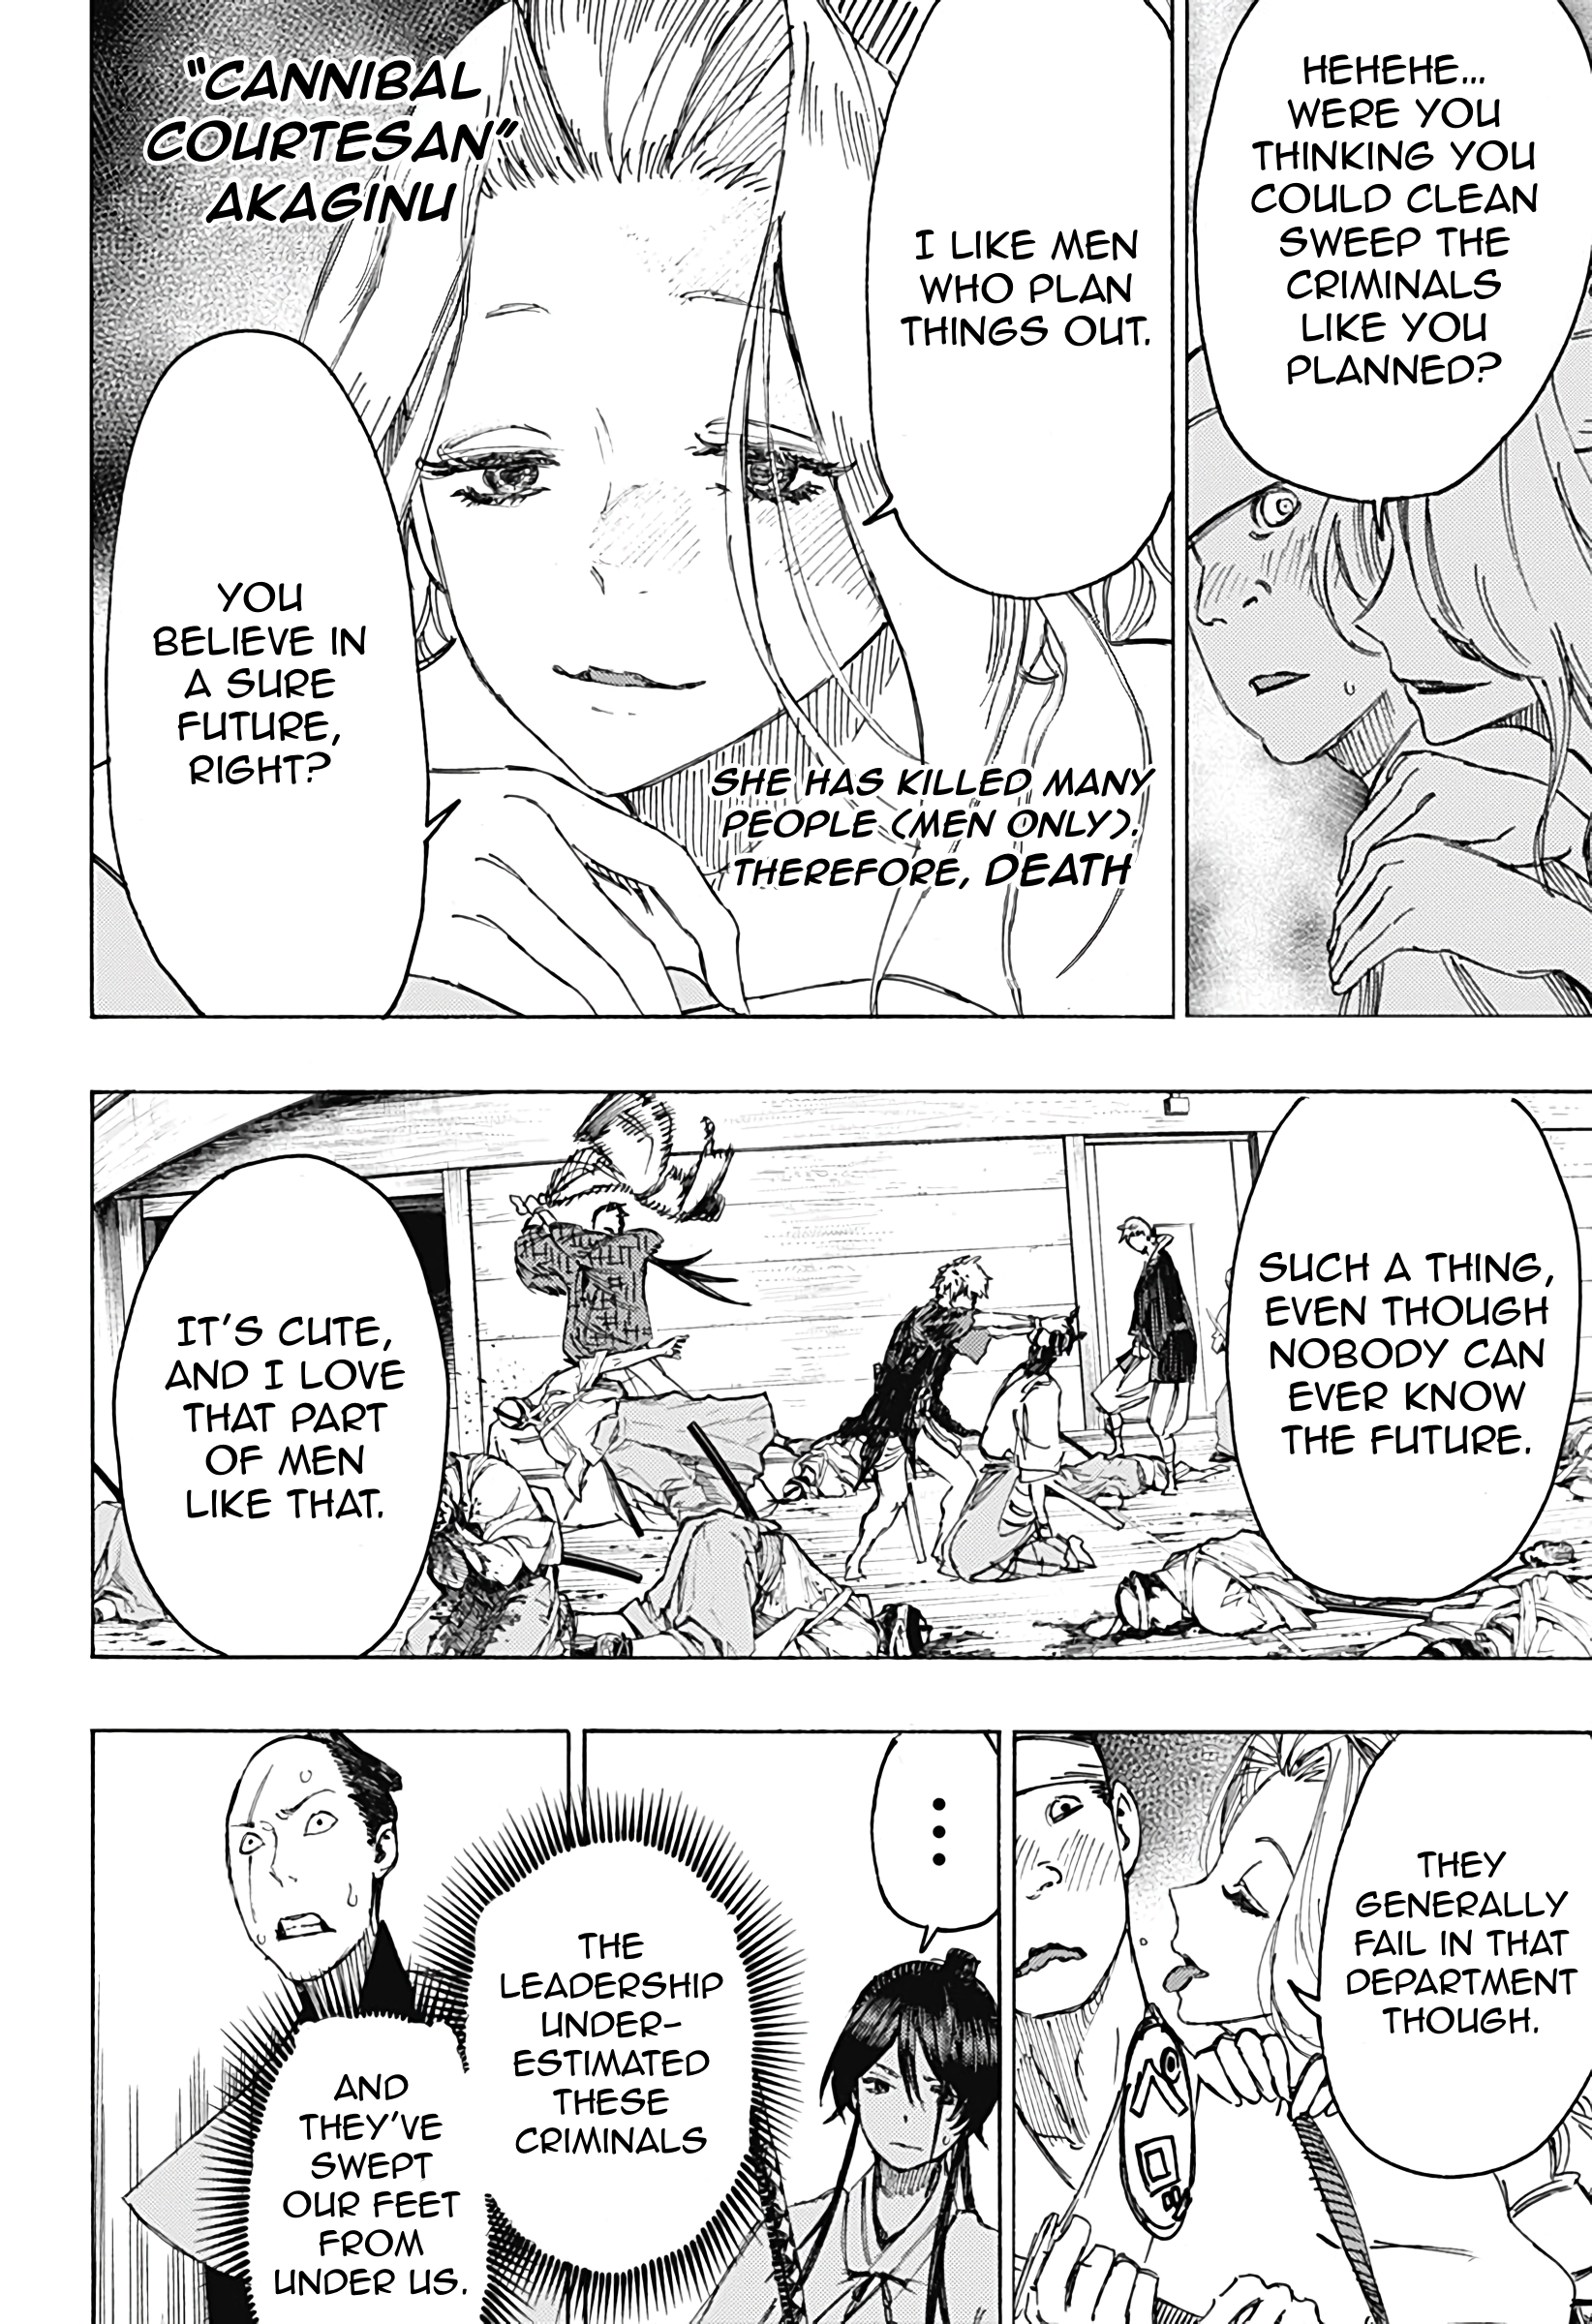 HEHEHE...
WERE YOU
THINKING YOU
COULD CLEAN
SWEEP THE
CRIMINALS
LIKE YOU
PLANNED?
I LIKE MEN
WHO PLAN
THINGS OUT.
"CANNIBAL
COURTESAN"
AKAGINU
YOU
BELIEVE IN
A SURE
FUTURE,
RIGHT?
SHE HAS KILLED MANY
PEOPLE (MEN ONLY).
THEREFORE, DEATH
SUCH A THING,
EVEN THOUGH
NOBODY CAN
EVER KNOW
THE FUTURE.
IT'S CUTE,
AND I LOVE
THAT PART
OF MEN
LIKE THAT.
THEY
GENERALLY
FAIL IN THAT
DEPARTMENT
THOUGH.
ペ
ロッ
...
THE
LEADERSHIP
UNDER-
ESTIMATED
THESE
CRIMINALS
AND
THEY'VE
SWEPT
OUR FEET
FROM
UNDER US.